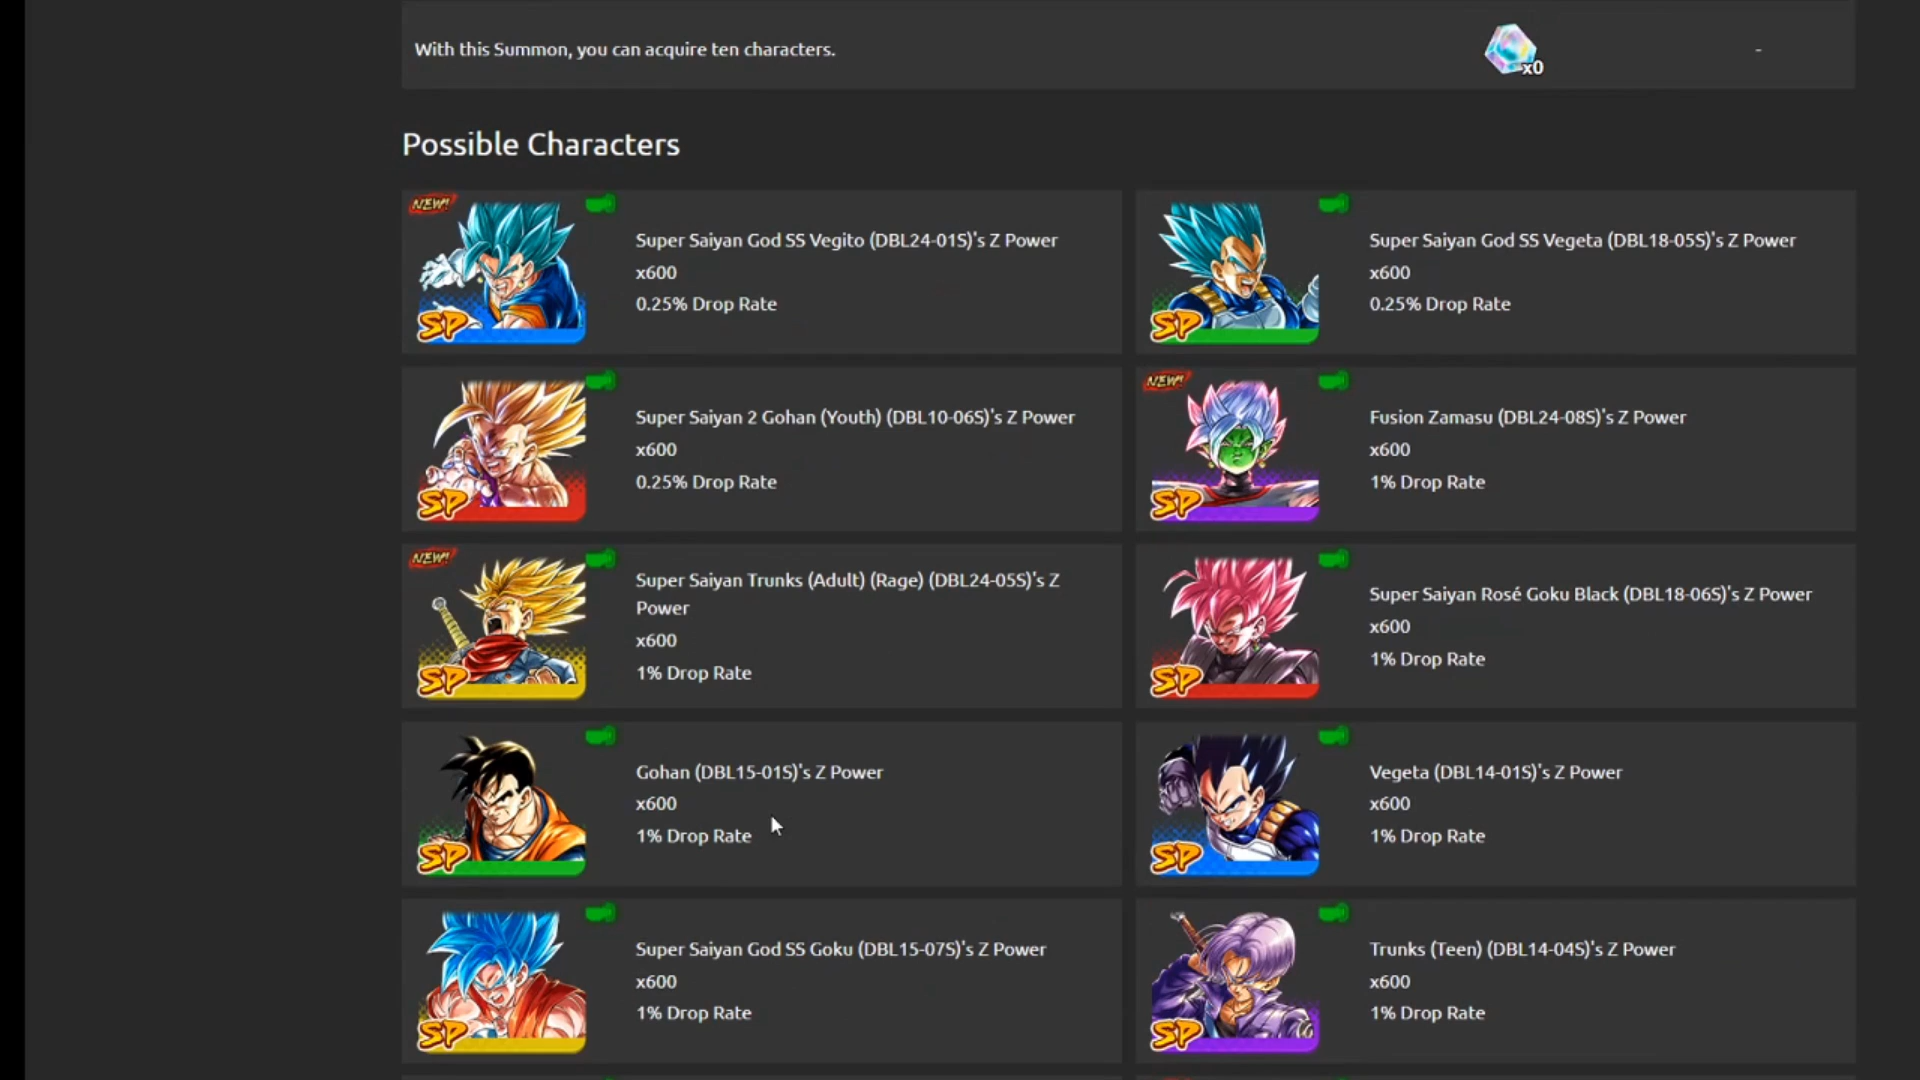 With this Summon, you can acquire ten characters.
x0
-
Possible Characters
NEW!
SP
Super Saiyan God SS Vegito (DBL24-01S)'s Z Power
x600
0.25% Drop Rate
SP
Super Saiyan God SS Vegeta (DBL18-05S)'s Z Power
x600
0.25% Drop Rate
SP
Super Saiyan 2 Gohan (Youth) (DBL10-06S)'s Z Power
x600
0.25% Drop Rate
NEW!
SP
Fusion Zamasu (DBL24-08S)'s Z Power
x600
1% Drop Rate
NEW!
SP
Super Saiyan Trunks (Adult) (Rage) (DBL24-05S)'s Z
Power
x600
1% Drop Rate
SP
Super Saiyan Rosé Goku Black (DBL18-06S)'s Z Power
x600
1% Drop Rate
SP
Gohan (DBL15-01S)'s Z Power
x600
1% Drop Rate
SP
Vegeta (DBL14-01S)'s Z Power
x600
1% Drop Rate
SP
Super Saiyan God SS Goku (DBL15-07S)'s Z Power
x600
1% Drop Rate
SP
Trunks (Teen) (DBL14-04S)'s Z Power
x600
1% Drop Rate